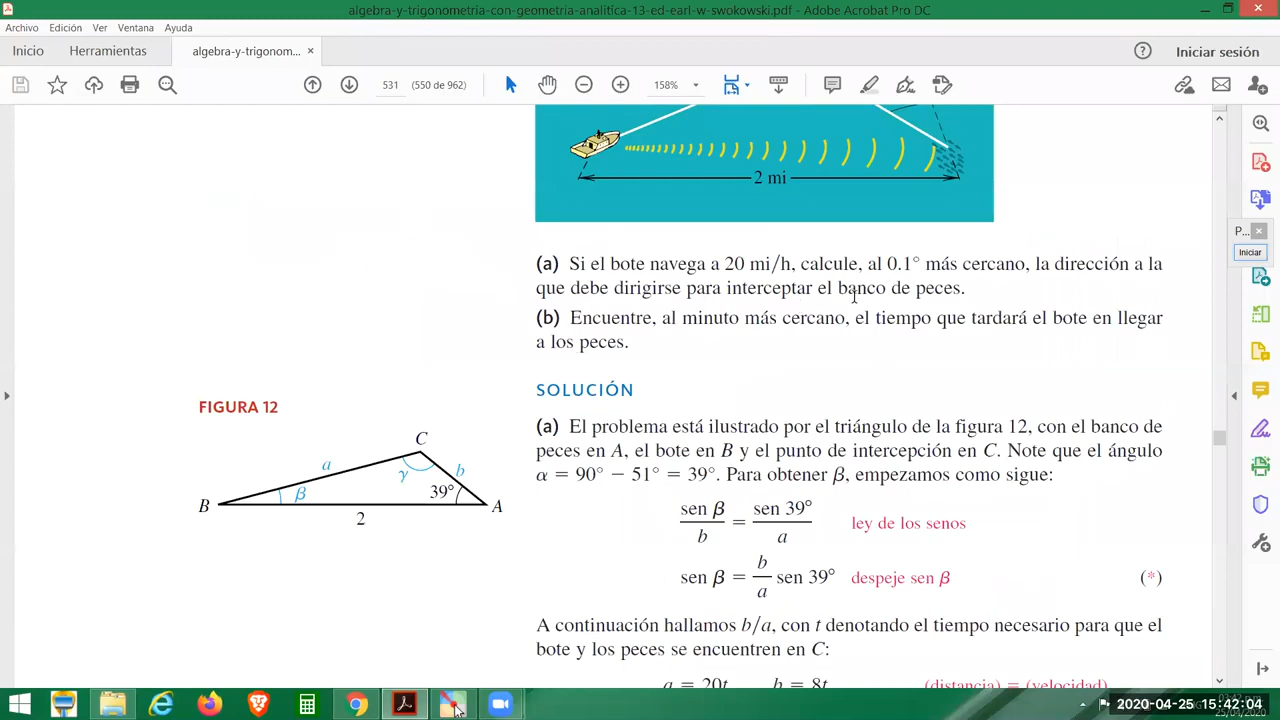 algebra-y-trigonometria-con-geometria-analitica-13-ed-earl-w-swokowski.pdf - Adobe Acrobat Pro DC
Archivo Edición Ver Ventana Ayuda
Inicio Herramientas algebra-y-trigonom... × Iniciar sesión
531 (550 de 962) 158%
2 mi
P... ×
Iniciar
(a) Si el bote navega a 20 mi/h, calcule, al 0.1° más cercano, la dirección a la
que debe dirigirse para interceptar el banco de peces.
(b) Encuentre, al minuto más cercano, el tiempo que tardará el bote en llegar
a los peces.
SOLUCIÓN
FIGURA 12
C
a
γ
b
B
β
39°
A
2
(a) El problema está ilustrado por el triángulo de la figura 12, con el banco de
peces en A, el bote en B y el punto de intercepción en C. Note que el ángulo
α = 90° − 51° = 39°. Para obtener β, empezamos como sigue:
sen β / b = sen 39° / a ley de los senos
sen β = b / a sen 39° despeje sen β (*)
A continuación hallamos b/a, con t denotando el tiempo necesario para que el
bote y los peces se encuentren en C:
a = 20t, b = 8t (distancia) = (velocidad)
2020-04-25 15:42:04